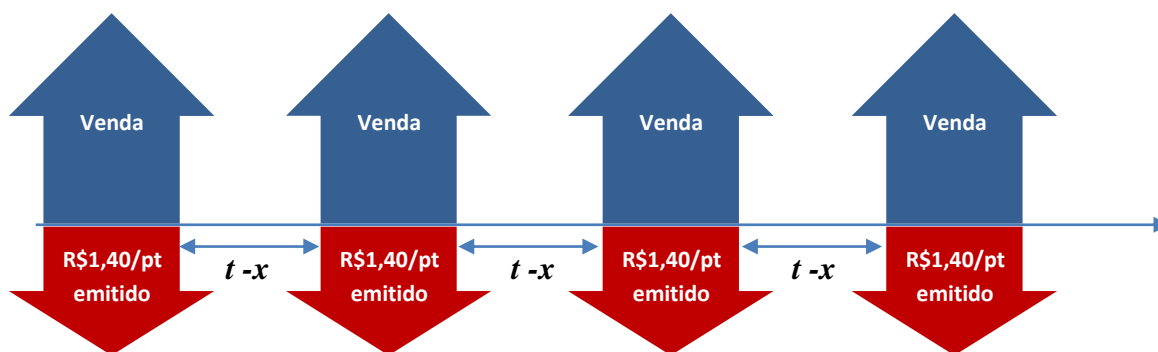 Venda
Venda
Venda
Venda
R$1,40/pt
emitido
t -x
R$1,40/pt
emitido
t -x
R$1,40/pt
emitido
t -x
R$1,40/pt
emitido